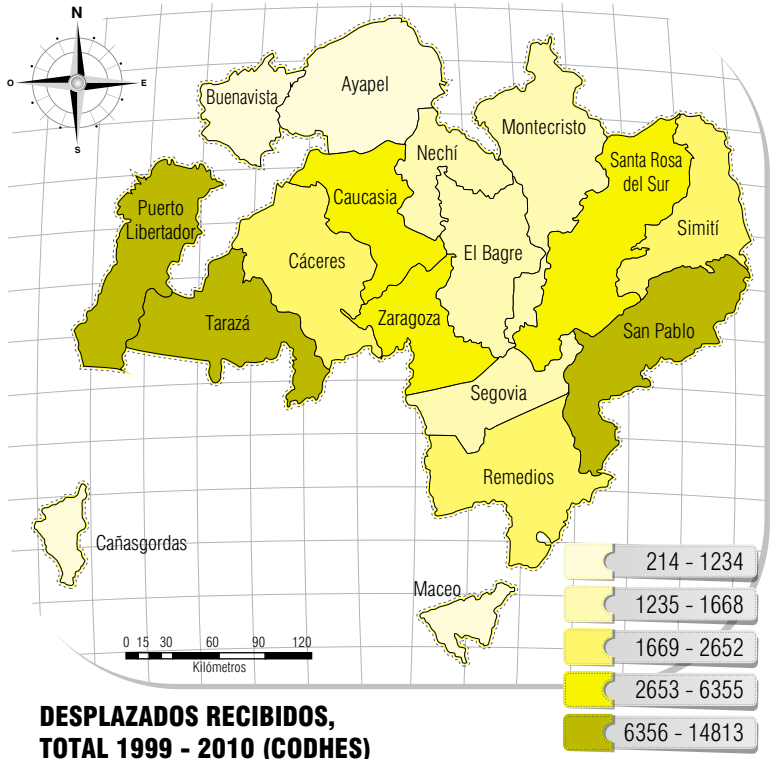 N
O
E
S
Buenavista
Ayapel
Montecristo
Nechí
Santa Rosa
del Sur
Puerto
Libertador
Caucasia
Simití
Cáceres
El Bagre
Tarazá
Zaragoza
San Pablo
Segovia
Remedios
Cañasgordas
Maceo
0 15 30 60 90 120
Kilómetros
214 - 1234
1235 - 1668
1669 - 2652
2653 - 6355
6356 - 14813
DESPLAZADOS RECIBIDOS,
TOTAL 1999 - 2010 (CODHES)